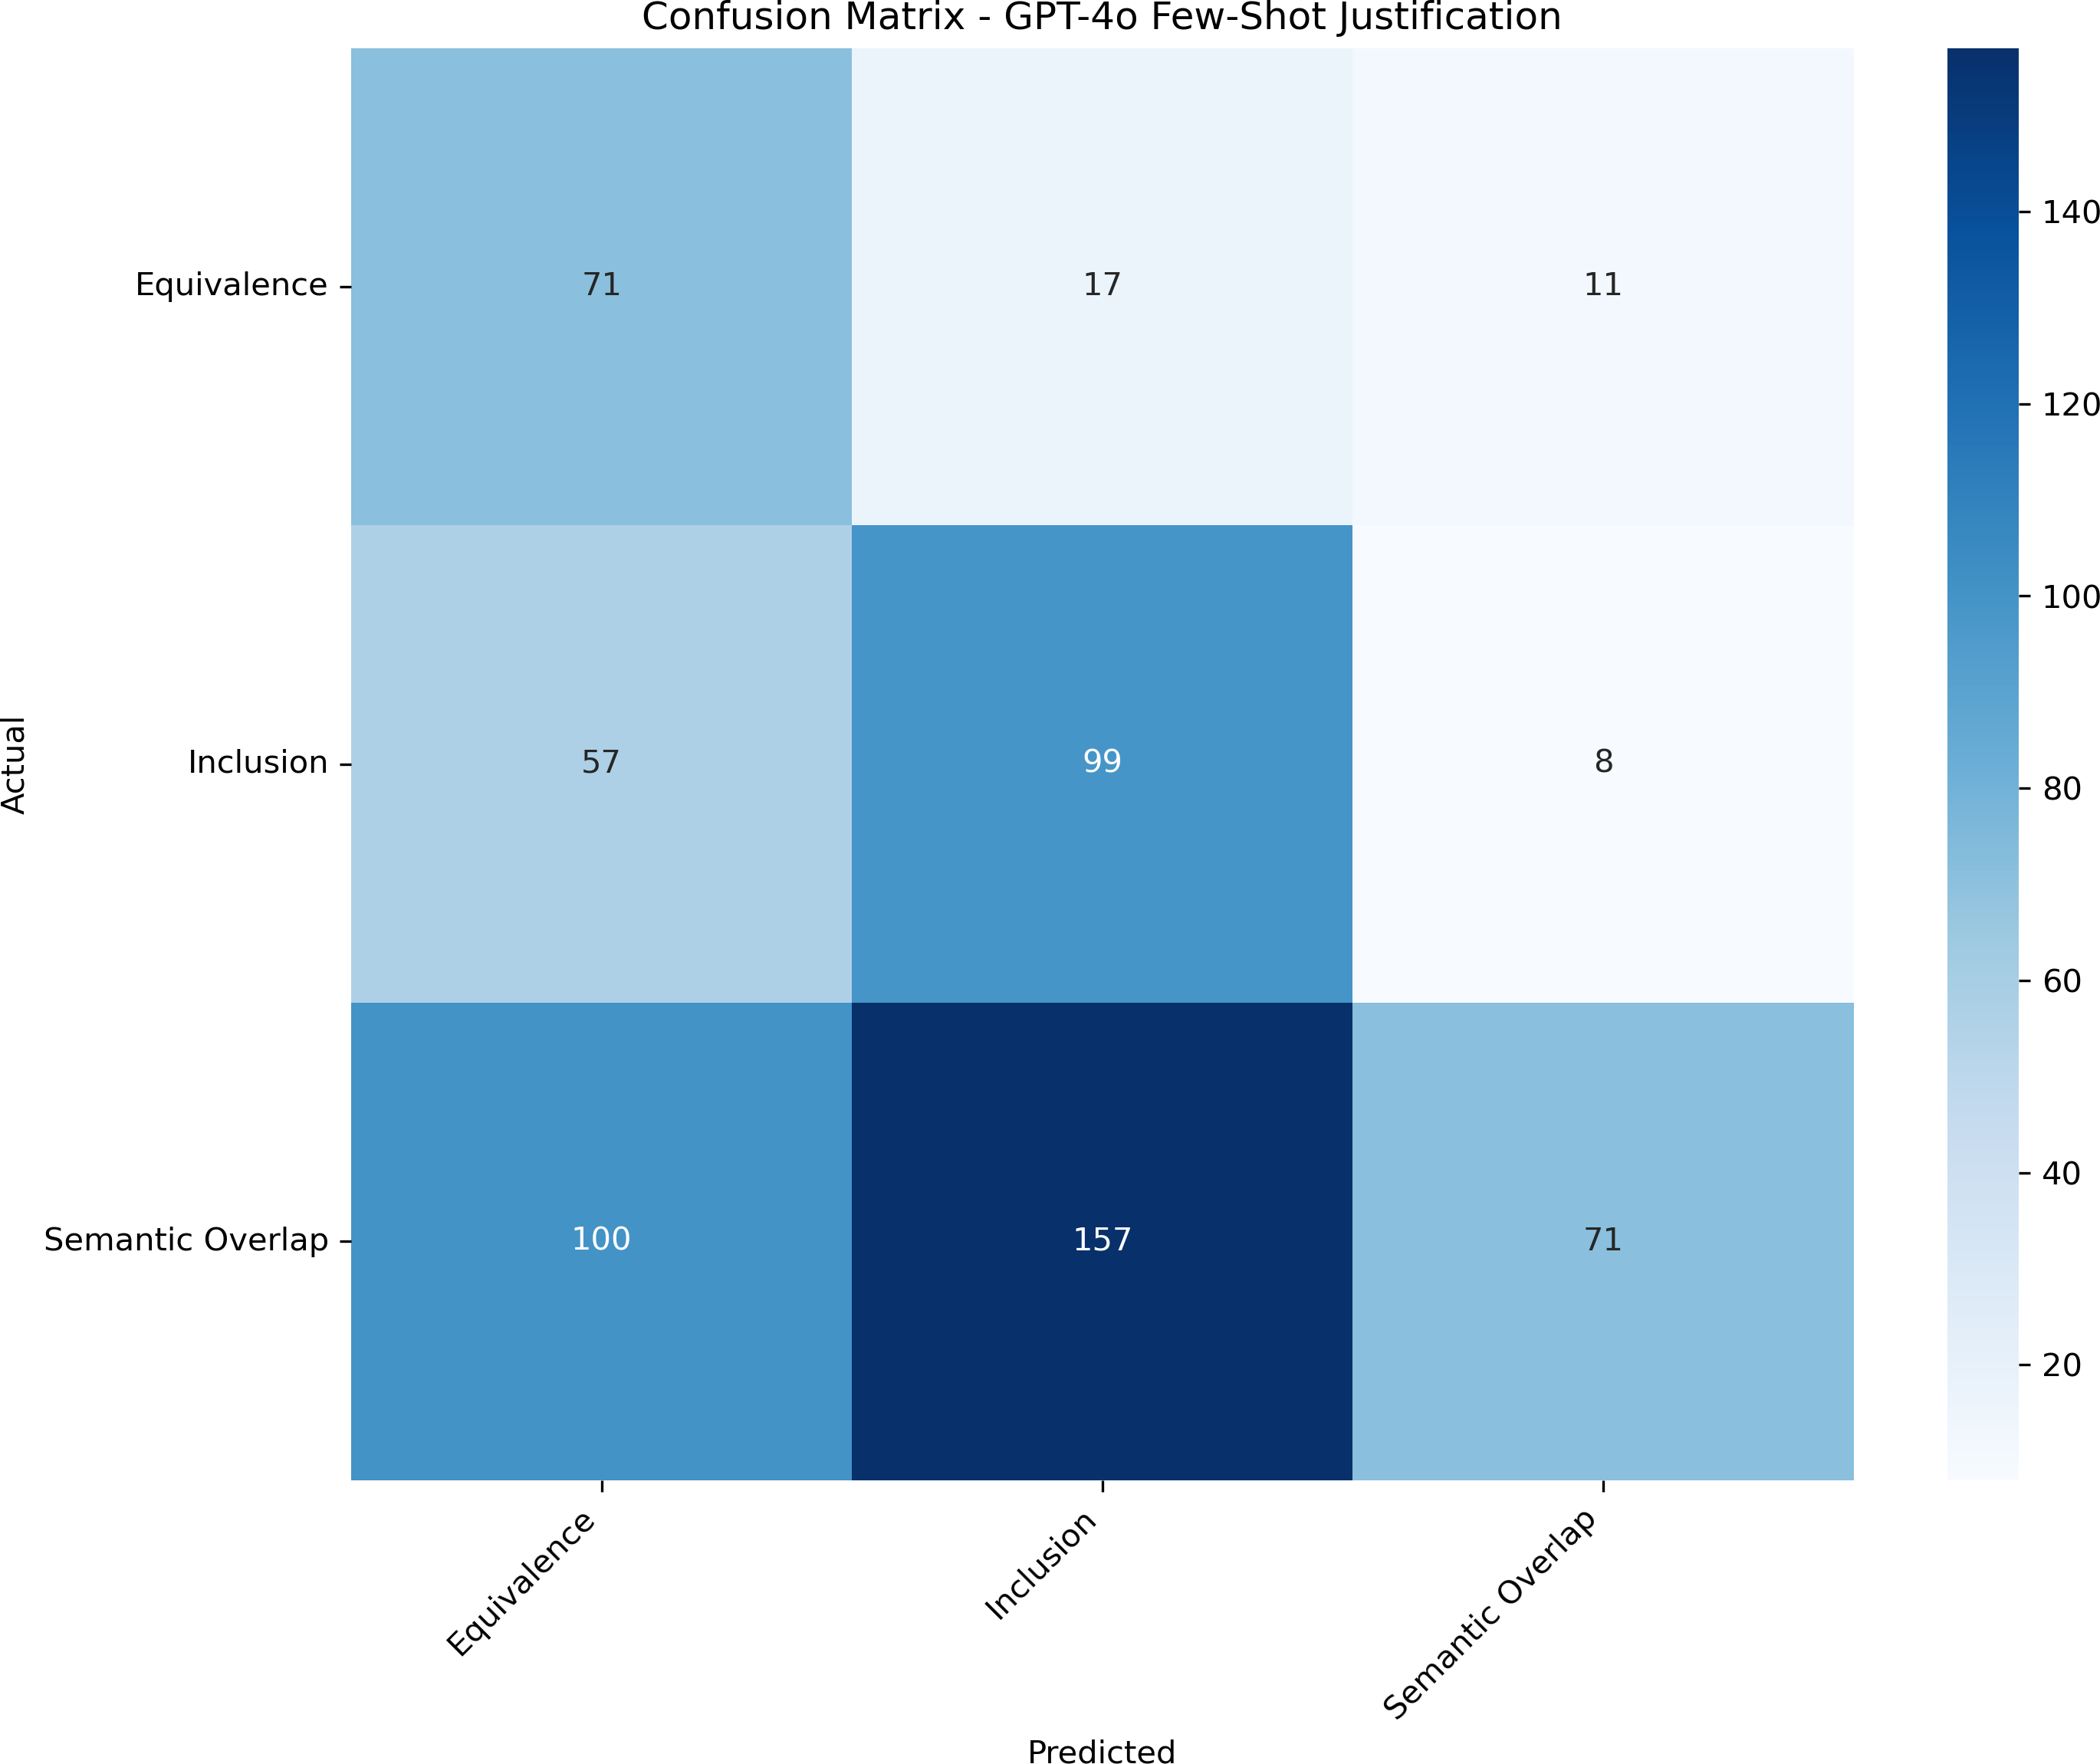 Confusion Matrix - GPT-4o Few-Shot Justification
Actual
Equivalence
71
17
11
Inclusion
57
99
8
Semantic Overlap
100
157
71
Equivalence
Inclusion
Semantic Overlap
Predicted
140
120
100
80
60
40
20